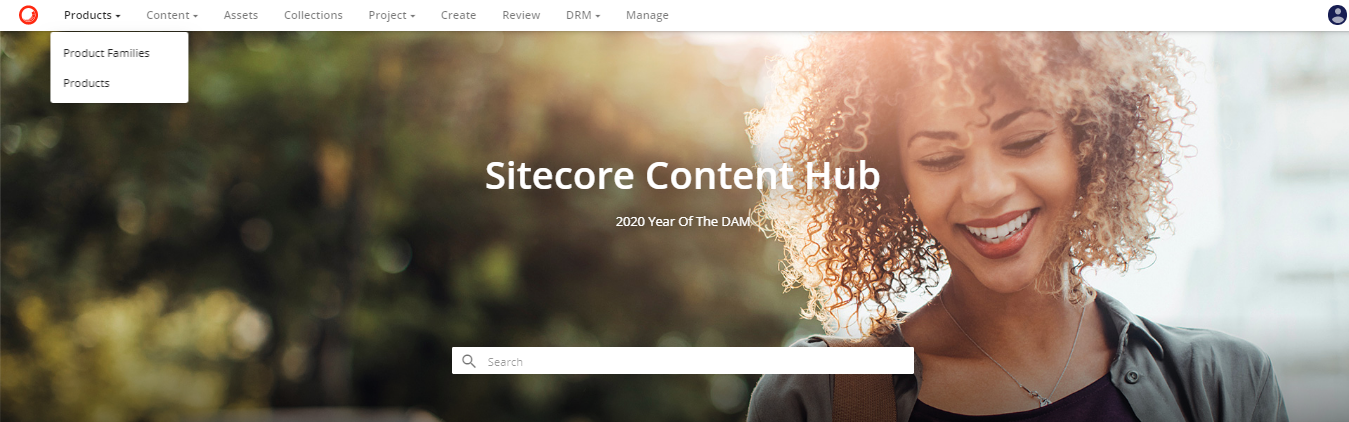 Products Content Assets Collections Project Create Review DRM Manage
Product Families
Products
Sitecore Content Hub
2020 Year Of The DAM
Search